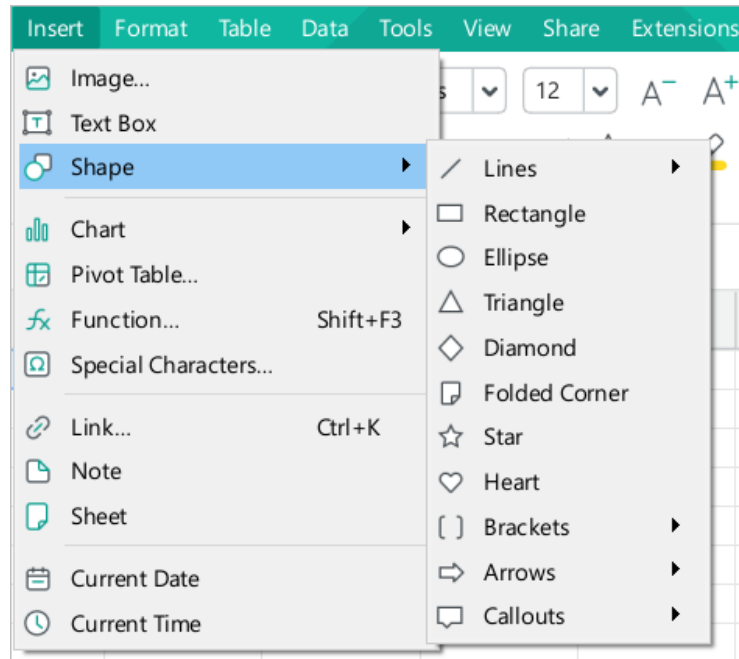 Insert Format Table Data Tools View Share Extensions
Image...
Text Box
Shape
Chart
Pivot Table...
Function... Shift+F3
Special Characters...
Link... Ctrl+K
Note
Sheet
Current Date
Current Time
s 12 A− A+
Lines
Rectangle
Ellipse
Triangle
Diamond
Folded Corner
Star
Heart
Brackets
Arrows
Callouts